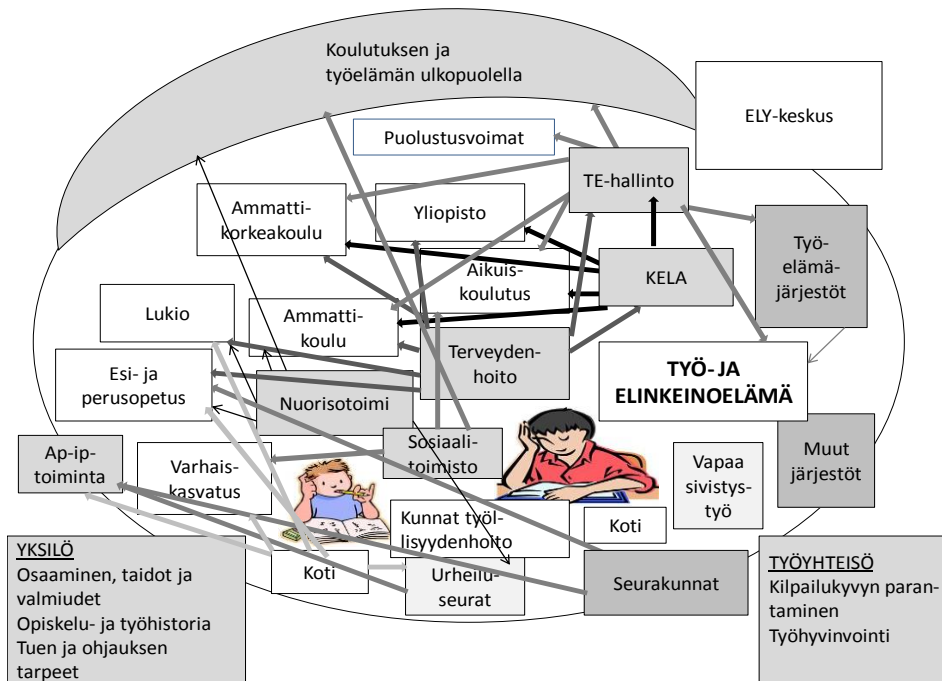 Koulutuksen ja
työelämän ulkopuolella
ELY-keskus
Puolustusvoimat
TE-hallinto
Ammatti-
korkeakoulu
Yliopisto
Työ-
elämä-
järjestöt
Aikuis-
koulutus
KELA
Lukio
Ammatti-
koulu
Terveyden-
hoito
TYÖ- JA
ELINKEINOELÄMÄ
Esi- ja
perusopetus
Nuorisotoimi
Sosiaali-
toimisto
Ap-ip-
toiminta
Varhais-
kasvatus
Vapaa
sivistys-
työ
Muut
järjestöt
Kunnat työl-
lisyydenhoito
Koti
Koti
Urheilu-
seurat
Seurakunnat
YKSILÖ
Osaaminen, taidot ja
valmiudet
Opiskelu- ja työhistoria
Tuen ja ohjauksen
tarpeet
TYÖYHTEISÖ
Kilpailukyvyn paran-
taminen
Työhyvinvointi